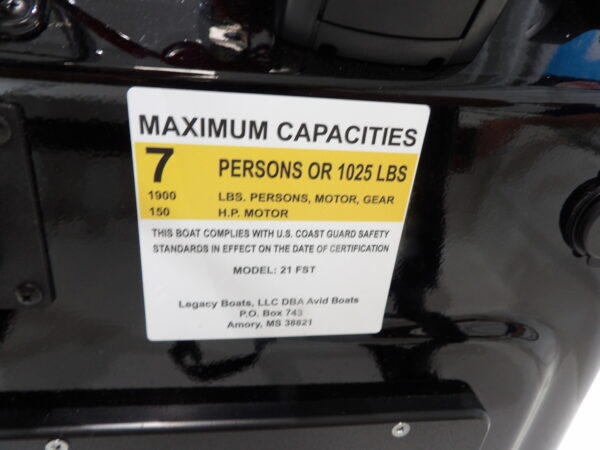 MAXIMUM CAPACITIES
7 PERSONS OR 1025 LBS
1900 LBS. PERSONS, MOTOR, GEAR
150 H.P. MOTOR
THIS BOAT COMPLIES WITH U.S. COAST GUARD SAFETY
STANDARDS IN EFFECT ON THE DATE OF CERTIFICATION
MODEL: 21 FST
Legacy Boats, LLC DBA Avid Boats
P.O. Box 743
Amory, MS 38821